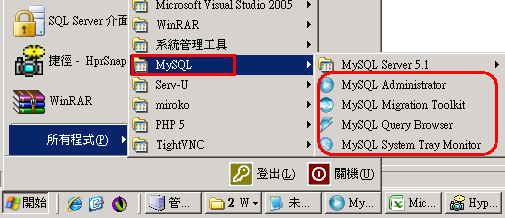 SQL Server 介面
捷徑 - HprSnap
WinRAR
所有程式(P)
Microsoft Visual Studio 2005
WinRAR
系統管理工具
MySQL
Serv-U
miroko
PHP 5
TightVNC
MySQL Server 5.1
MySQL Administrator
MySQL Migration Toolkit
MySQL Query Browser
MySQL System Tray Monitor
登出(L)
關機(U)
開始
管...
2 W
未...
My...
Mic...
Hyp...